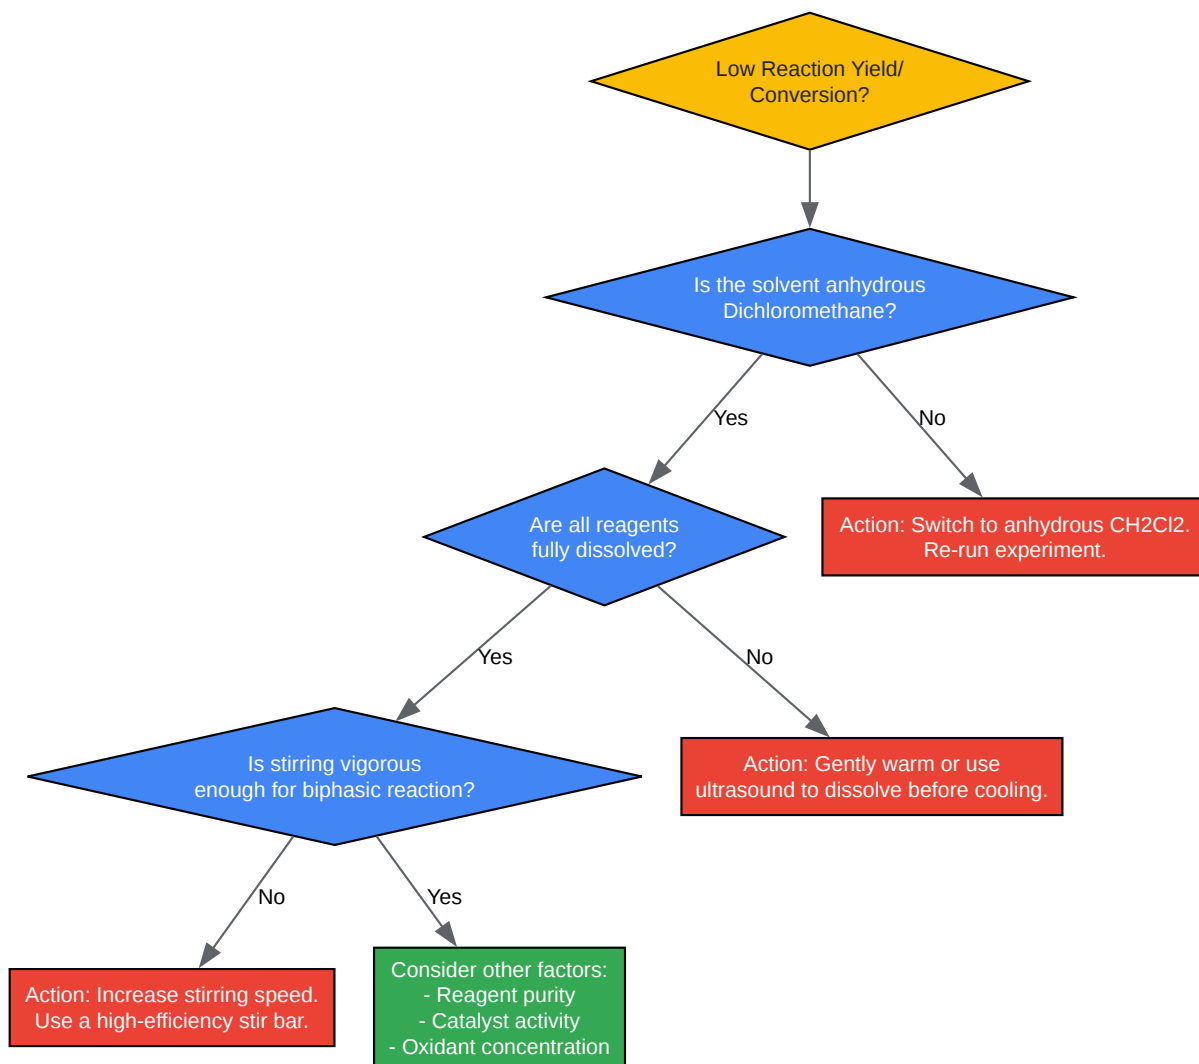 Low Reaction Yield/
Conversion?
Is the solvent anhydrous
Dichloromethane?
Yes
No
Are all reagents
fully dissolved?
Action: Switch to anhydrous CH2Cl2.
Re-run experiment.
Yes
No
Is stirring vigorous
enough for biphasic reaction?
Action: Gently warm or use
ultrasound to dissolve before cooling.
No
Yes
Action: Increase stirring speed.
Use a high-efficiency stir bar.
Consider other factors:
- Reagent purity
- Catalyst activity
- Oxidant concentration